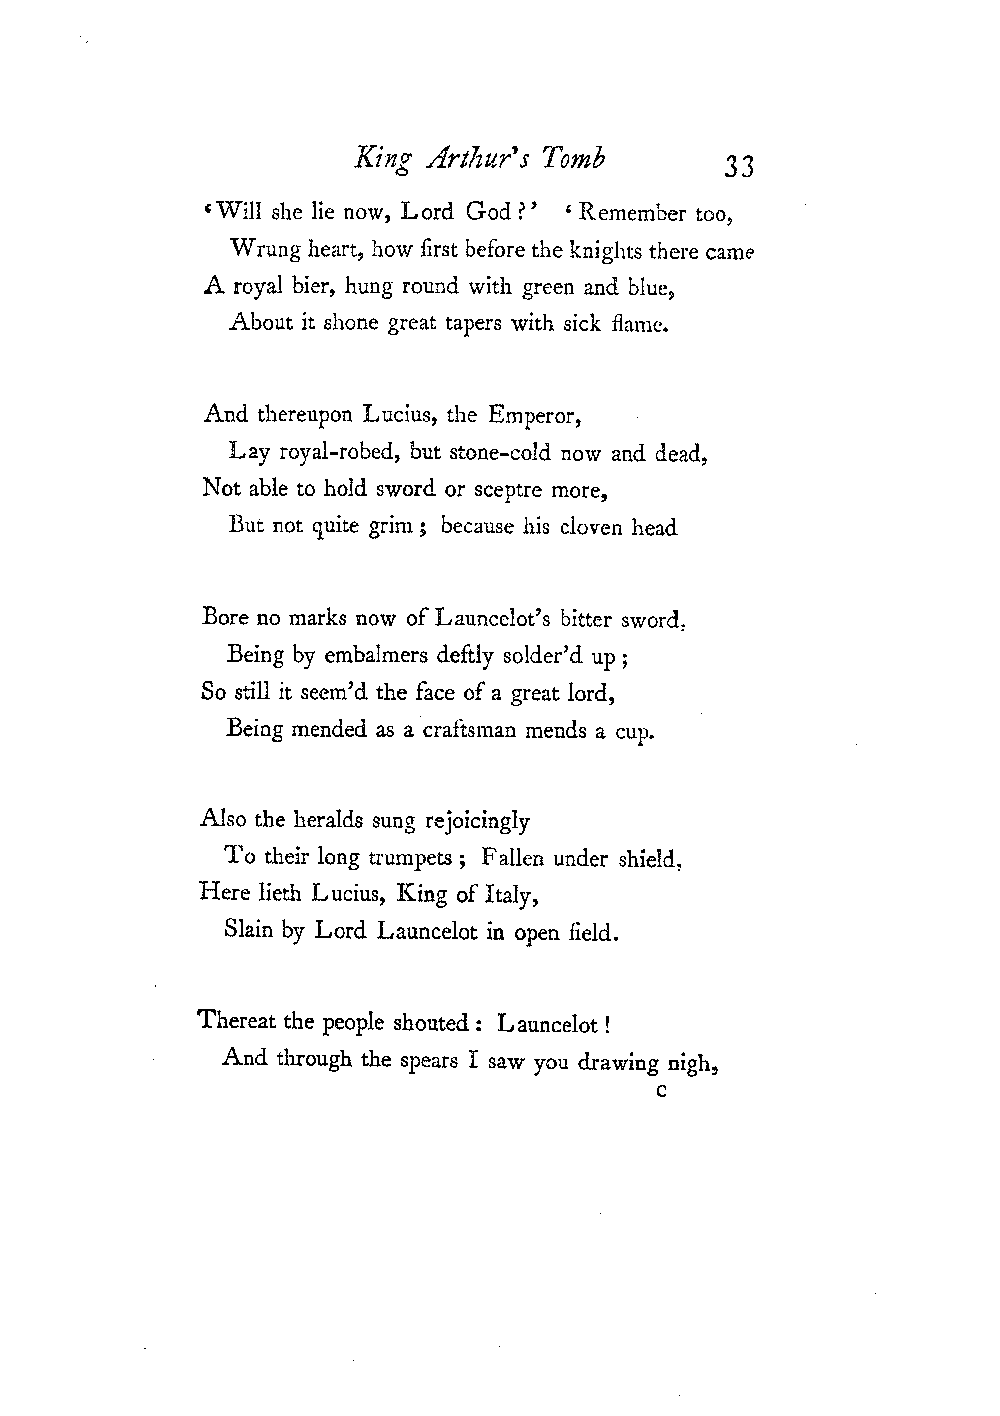 King Arthur's Tomb 33
‘Will she lie now, Lord God?’ ‘Remember too,
Wrung heart, how first before the knights there came
A royal bier, hung round with green and blue,
About it shone great tapers with sick flame.
And thereupon Lucius, the Emperor,
Lay royal-robed, but stone-cold now and dead,
Not able to hold sword or sceptre more,
But not quite grim; because his cloven head
Bore no marks now of Launcelot's bitter sword,
Being by embalmers deftly solder'd up;
So still it seem'd the face of a great lord,
Being mended as a craftsman mends a cup.
Also the heralds sung rejoicingly
To their long trumpets; Fallen under shield,
Here lieth Lucius, King of Italy,
Slain by Lord Launcelot in open field.
Thereat the people shouted: Launcelot!
And through the spears I saw you drawing nigh,
C